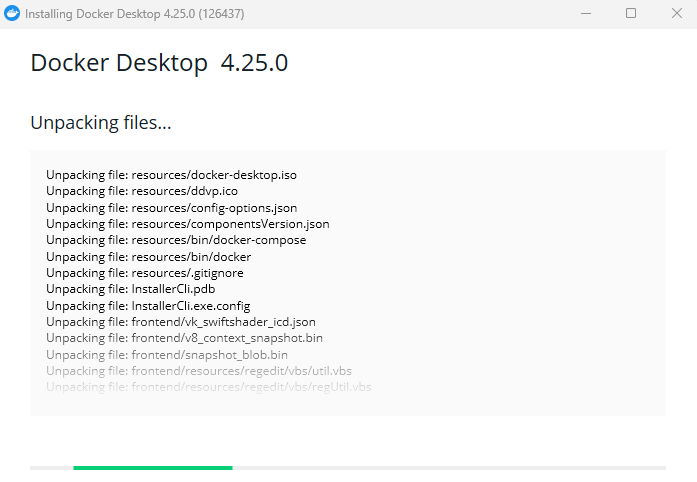 Installing Docker Desktop 4.25.0 (126437)
Docker Desktop 4.25.0
Unpacking files...
Unpacking file: resources/docker-desktop.iso
Unpacking file: resources/ddvp.ico
Unpacking file: resources/config-options.json
Unpacking file: resources/componentsVersion.json
Unpacking file: resources/bin/docker-compose
Unpacking file: resources/bin/docker
Unpacking file: resources/.gitignore
Unpacking file: InstallerCli.pdb
Unpacking file: InstallerCli.exe.config
Unpacking file: frontend/vk_swiftshader_icd.json
Unpacking file: frontend/v8_context_snapshot.bin
Unpacking file: frontend/snapshot_blob.bin
Unpacking file: frontend/resources/regedit/vbs/util.vbs
Unpacking file: frontend/resources/regedit/vbs/regUtil.vbs